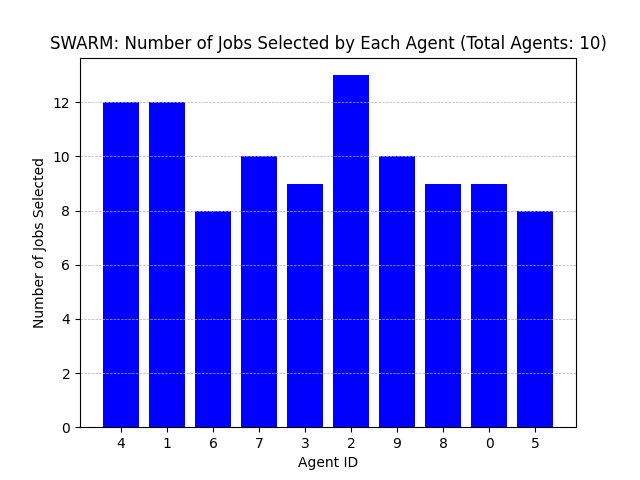 SWARM: Number of Jobs Selected by Each Agent (Total Agents: 10)
12
10
8
6
4
2
0
Number of Jobs Selected
4 1 6 7 3 2 9 8 0 5
Agent ID